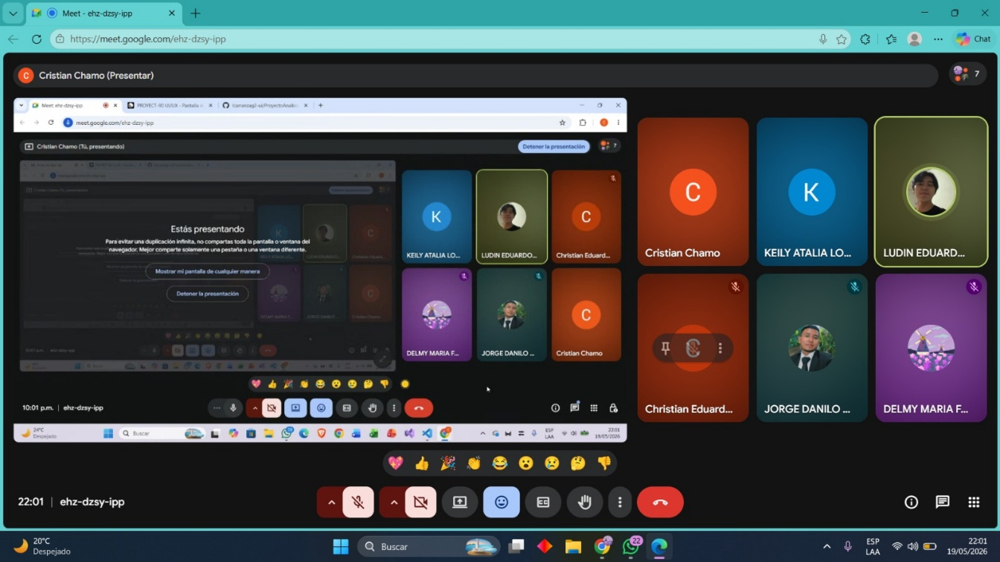 Meet - ehz-dzsy-ipp
https://meet.google.com/ehz-dzsy-ipp
Chat
C
Cristian Chamo (Presentar)
7
Meet: ehz-dzsy-ipp
PROYECT-90 UI/UX - Pantalla d
meet.google.com/ehz-dzsy-ipp
Cristian Chamo (Tú, presentando)
Detener la presentación
7
Estás presentando
Para evitar una duplicación infinita, no compartas toda la pantalla o ventana del
navegador. Mejor comparte solamente una pestaña o una ventana diferente.
Mostrar mi pantalla de cualquier manera
Detener la presentación
K
KEILY ATALIA LO...
LUDIN EDUARDO...
C
Christian Eduard...
DELMY MARIA F...
JORGE DANILO ...
C
Cristian Chamo
10:01 p.m. | ehz-dzsy-ipp
24°C
Despejado
Buscar
ESP
LAA
22:01
19/05/2026
C
Cristian Chamo
K
KEILY ATALIA LO...
LUDIN EDUARD...
C
Christian Eduard...
JORGE DANILO ...
DELMY MARIA F...
22:01 | ehz-dzsy-ipp
20°C
Despejado
Buscar
22
ESP
LAA
22:01
19/05/2026